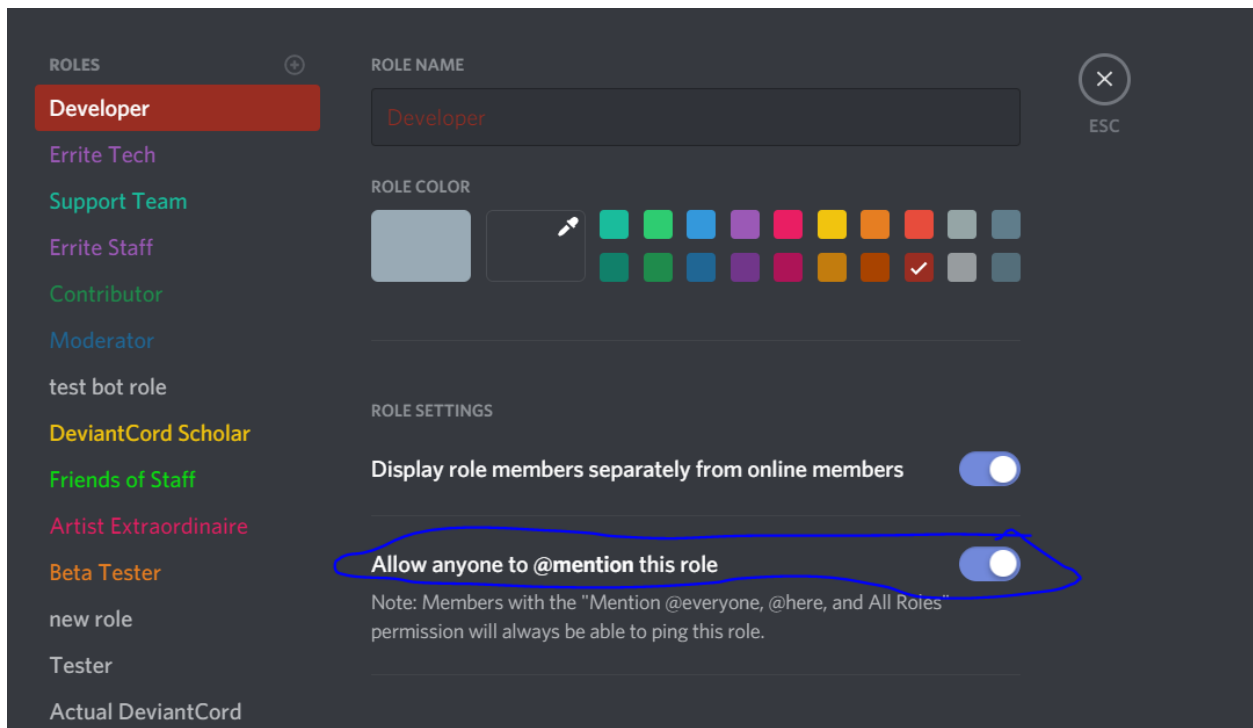 ROLES
Developer
Errite Tech
Support Team
Errite Staff
Contributor
Moderator
test bot role
DeviantCord Scholar
Friends of Staff
Artist Extraordinaire
Beta Tester
new role
Tester
Actual DeviantCord
ROLE NAME
Developer
ROLE COLOR
ROLE SETTINGS
Display role members separately from online members
Allow anyone to @mention this role
Note: Members with the "Mention @everyone, @here, and All Roles"
permission will always be able to ping this role.
ESC